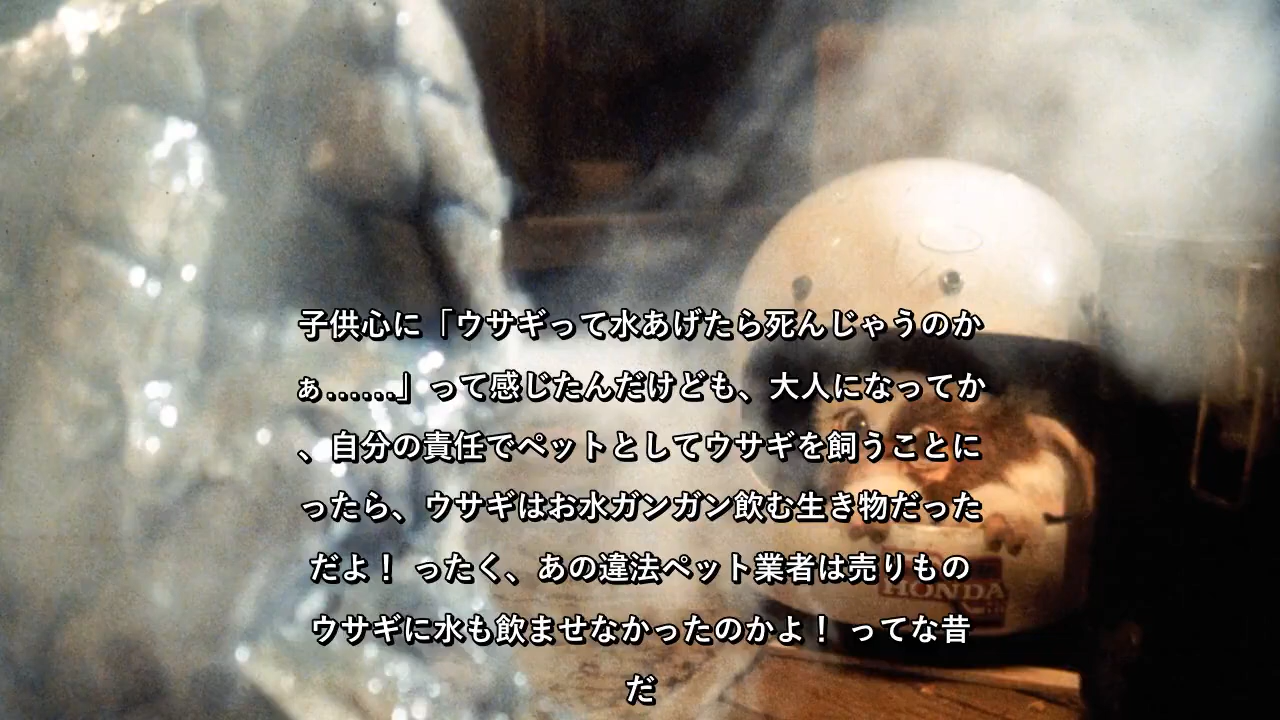 子供心に「ウサギって水あげたら死んじゃうのか
ぁ……」って感じたんだけども、大人になってか
、自分の責任でペットとしてウサギを飼うことに
ったら、ウサギはお水ガンガン飲む生き物だった
だよ！ ったく、あの違法ペット業者は売りもの
ウサギに水も飲ませなかったのかよ！ ってな昔
だ
HONDA